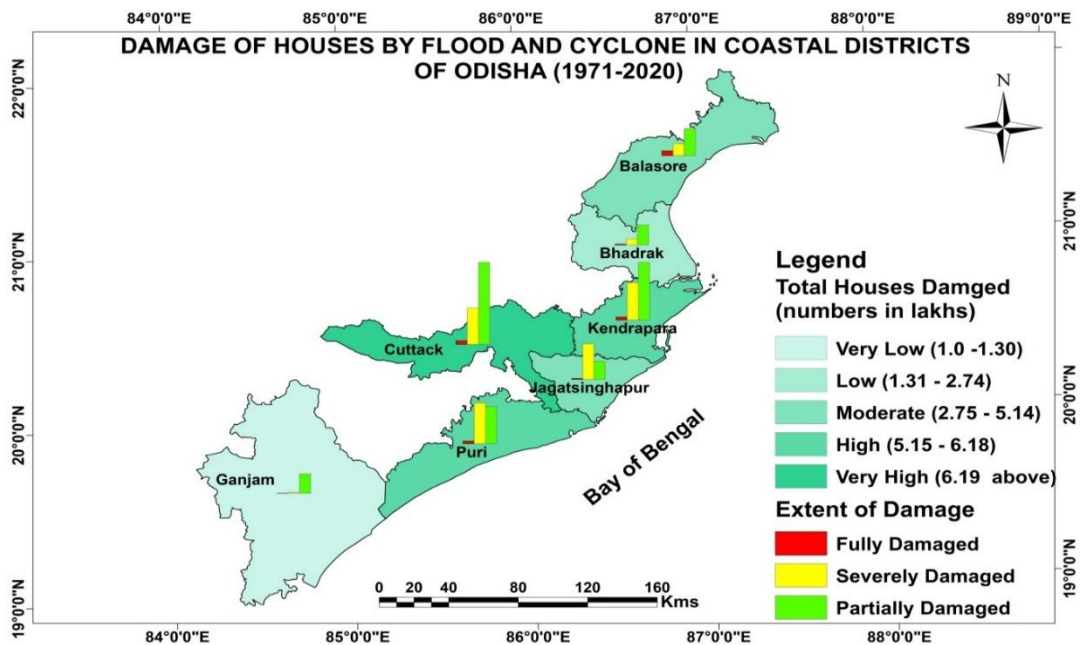 84°0'0"E 85°0'0"E 86°0'0"E 87°0'0"E 88°0'0"E 89°0'0"E
DAMAGE OF HOUSES BY FLOOD AND CYCLONE IN COASTAL DISTRICTS
OF ODISHA (1971-2020)
N
22°0'0"N
21°0'0"N
20°0'0"N
19°0'0"N
21°0'0"N
20°0'0"N
19°0'0"N
Balasore
Bhadrak
Kendrapara
Cuttack
Jagatsinghapur
Puri
Ganjam
Bay of Bengal
Legend
Total Houses Damged
(numbers in lakhs)
Very Low (1.0 -1.30)
Low (1.31 - 2.74)
Moderate (2.75 - 5.14)
High (5.15 - 6.18)
Very High (6.19 above)
Extent of Damage
Fully Damaged
Severely Damaged
Partially Damaged
0 20 40 80 120 160
Kms
84°0'0"E 85°0'0"E 86°0'0"E 87°0'0"E 88°0'0"E